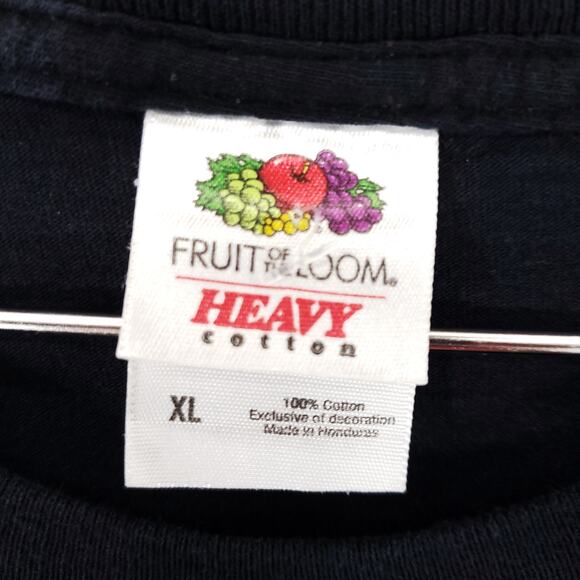 FRUIT OF THE LOOM®
HEAVY
cotton
XL
100% Cotton
Exclusive of decoration
Made in Honduras